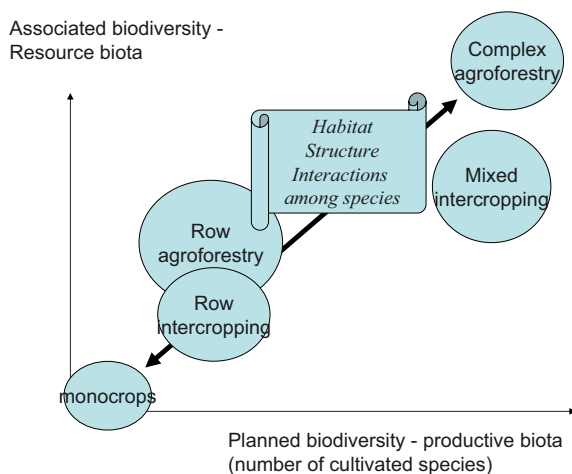 Associated biodiversity -
Resource biota
Complex
agroforestry
Habitat
Structure
Interactions
among species
Mixed
intercropping
Row
agroforestry
Row
intercropping
monocrops
Planned biodiversity - productive biota
(number of cultivated species)